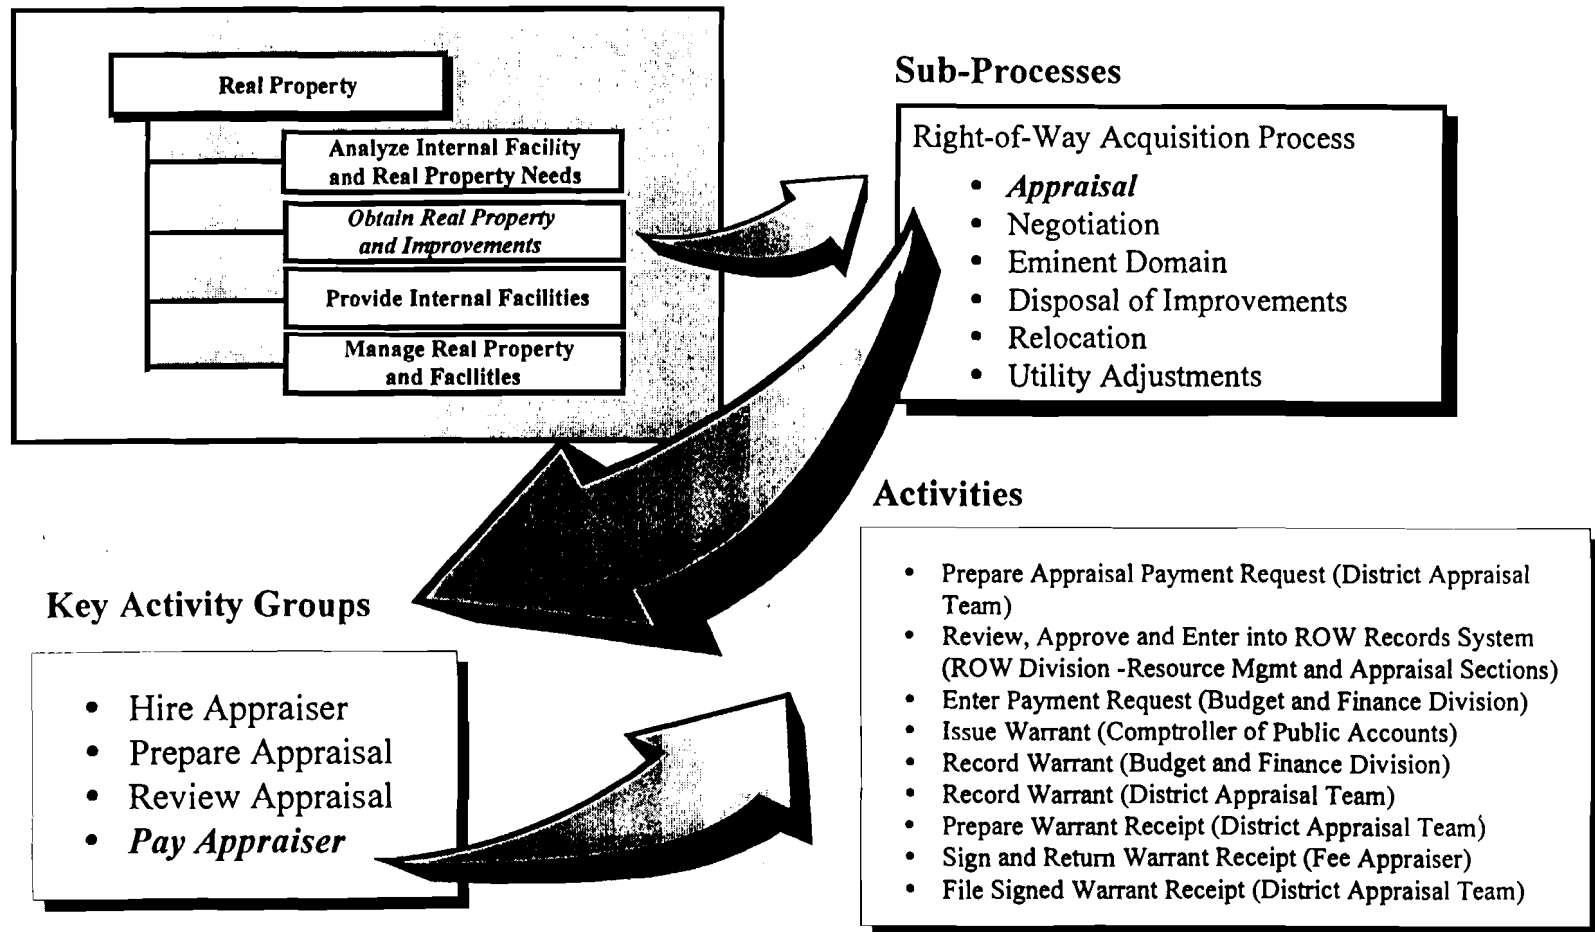 Real Property
Analyze Internal Facility
and Real Property Needs
Obtain Real Property
and Improvements
Provide Internal Facilities
Manage Real Property
and Facilities
Sub-Processes
Right-of-Way Acquisition Process
• Appraisal
• Negotiation
• Eminent Domain
• Disposal of Improvements
• Relocation
• Utility Adjustments
Key Activity Groups
• Hire Appraiser
• Prepare Appraisal
• Review Appraisal
• Pay Appraiser
Activities
• Prepare Appraisal Payment Request (District Appraisal
Team)
• Review, Approve and Enter into ROW Records System
(ROW Division -Resource Mgmt and Appraisal Sections)
• Enter Payment Request (Budget and Finance Division)
• Issue Warrant (Comptroller of Public Accounts)
• Record Warrant (Budget and Finance Division)
• Record Warrant (District Appraisal Team)
• Prepare Warrant Receipt (District Appraisal Team)
• Sign and Return Warrant Receipt (Fee Appraiser)
• File Signed Warrant Receipt (District Appraisal Team)